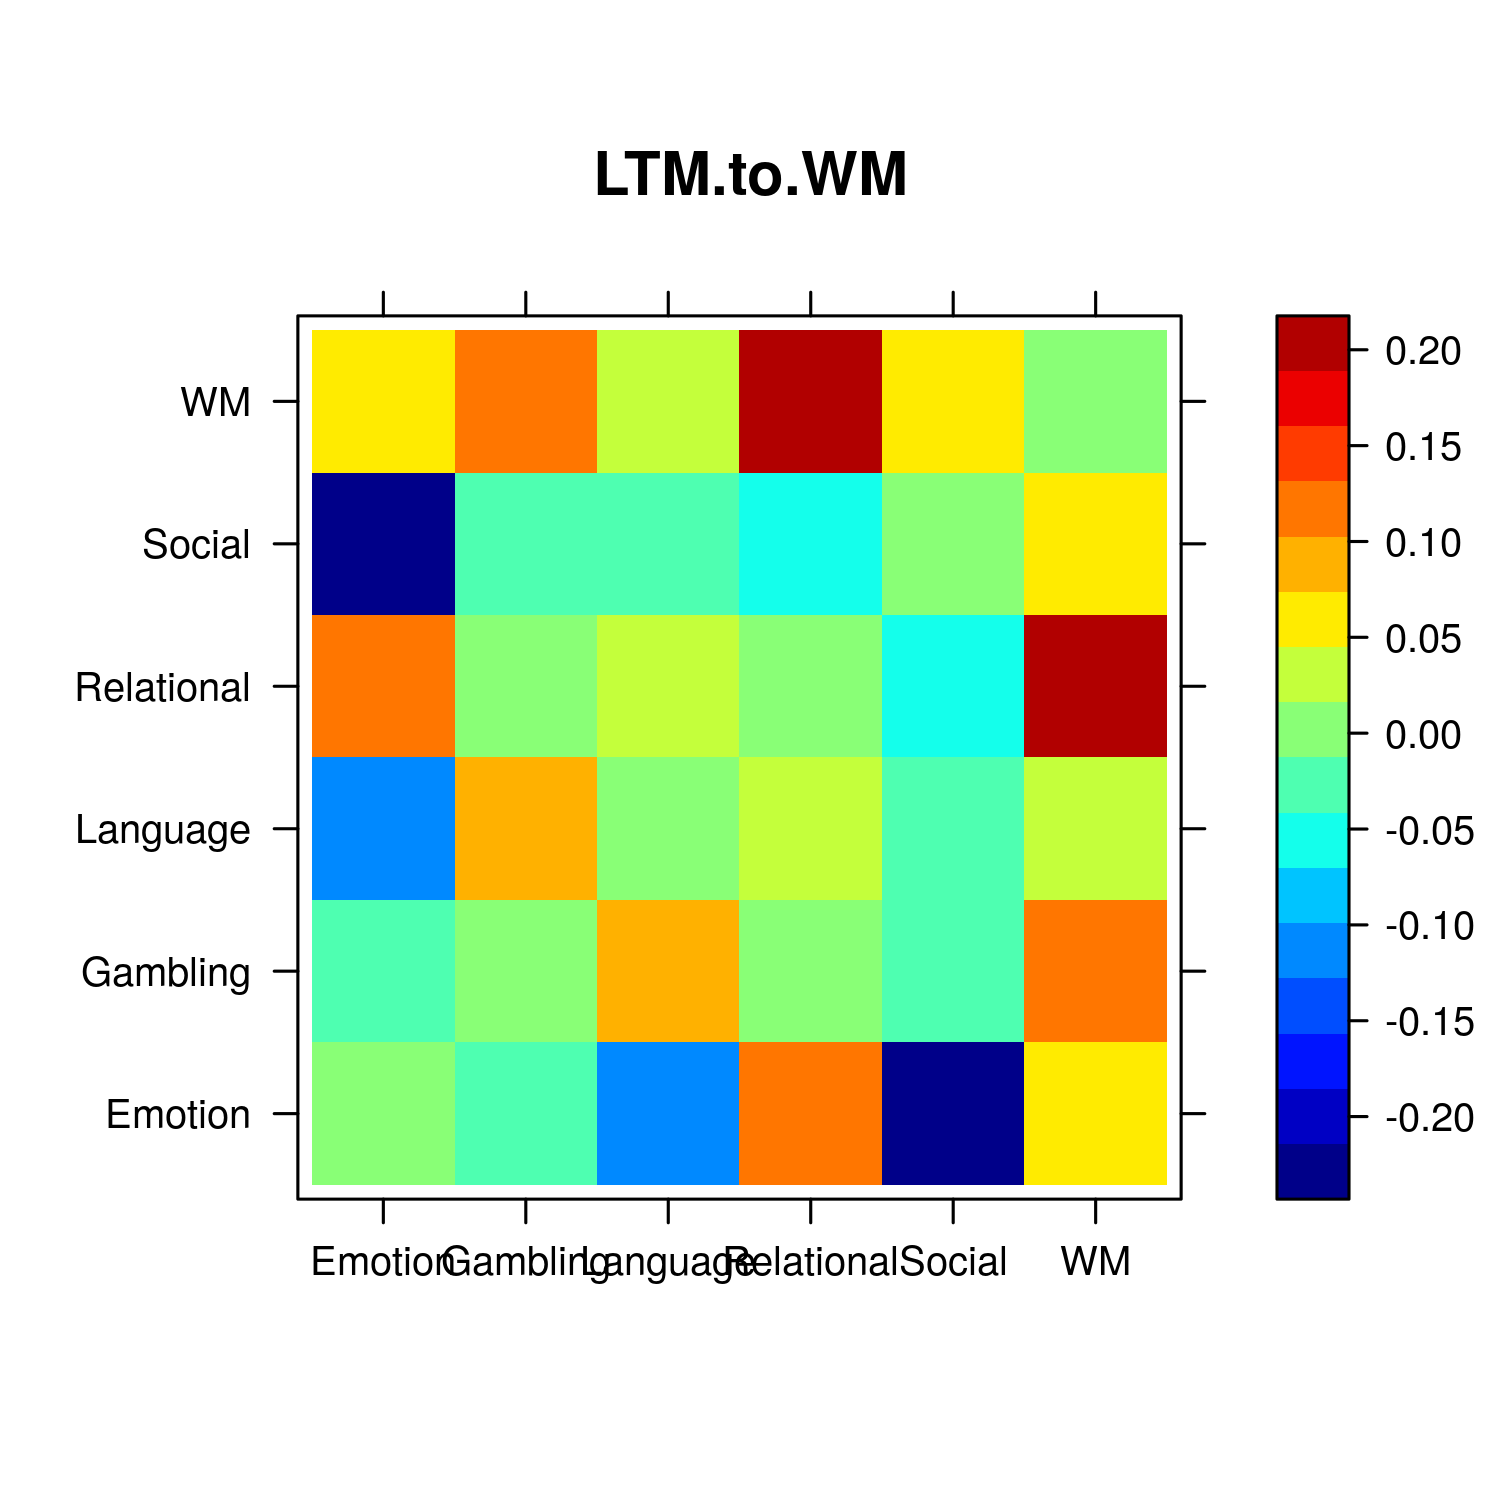 LTM.to.WM
WM
Social
Relational
Language
Gambling
Emotion
Emotion Gambling Language Relational Social WM
0.20
0.15
0.10
0.05
0.00
-0.05
-0.10
-0.15
-0.20